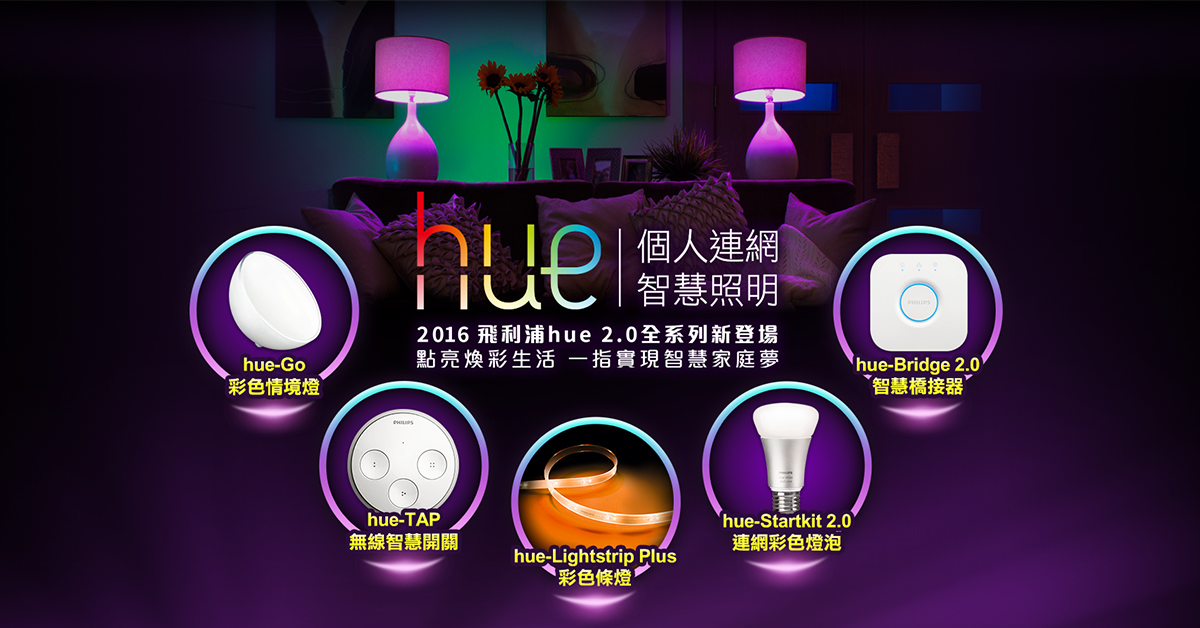 hue
個人連網
智慧照明
2016 飛利浦hue 2.0全系列新登場
點亮煥彩生活 一指實現智慧家庭夢
hue-Go
彩色情境燈
PHILIPS
hue-TAP
無線智慧開關
hue-Lightstrip Plus
彩色條燈
PHILIPS
hue-Startkit 2.0
連網彩色燈泡
PHILIPS
hue-Bridge 2.0
智慧橋接器